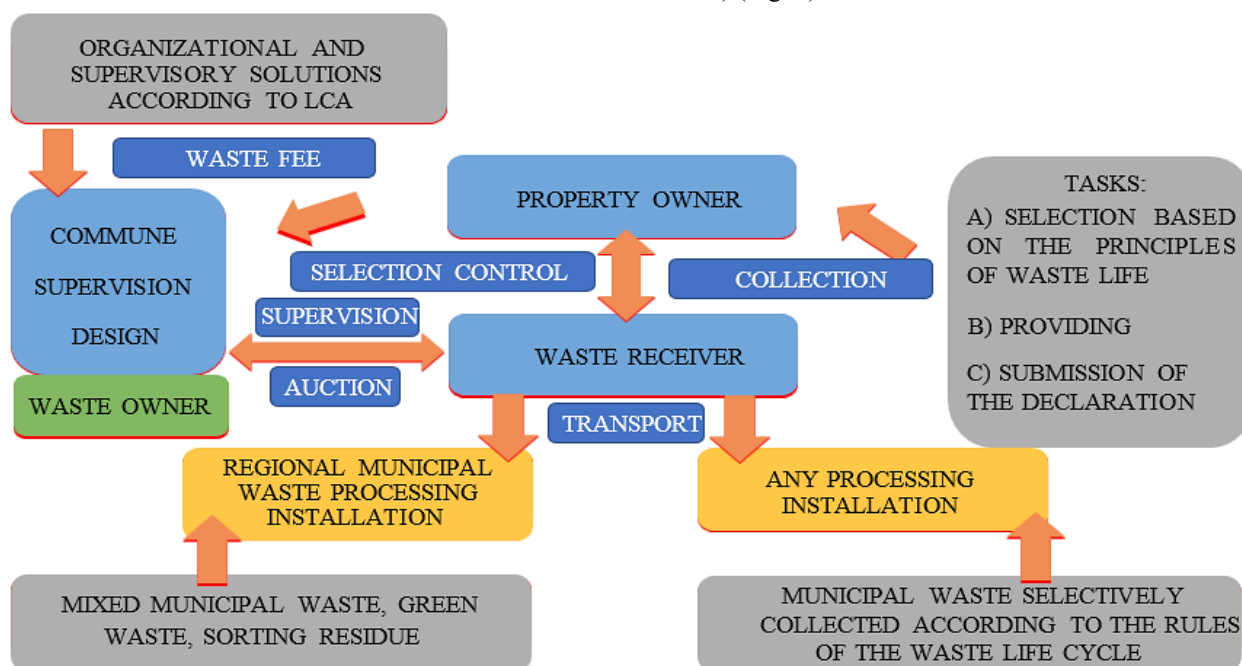 ORGANIZATIONAL AND
SUPERVISORY SOLUTIONS
ACCORDING TO LCA
WASTE FEE
PROPERTY OWNER
COMMUNE
SUPERVISION
DESIGN
SELECTION CONTROL
COLLECTION
SUPERVISION
WASTE RECEIVER
AUCTION
WASTE OWNER
TRANSPORT
TASKS:
A) SELECTION BASED
ON THE PRINCIPLES
OF WASTE LIFE
B) PROVIDING
C) SUBMISSION OF
THE DECLARATION
REGIONAL MUNICIPAL
WASTE PROCESSING
INSTALLATION
ANY PROCESSING
INSTALLATION
MIXED MUNICIPAL WASTE, GREEN
WASTE, SORTING RESIDUE
MUNICIPAL WASTE SELECTIVELY
COLLECTED ACCORDING TO THE RULES
OF THE WASTE LIFE CYCLE